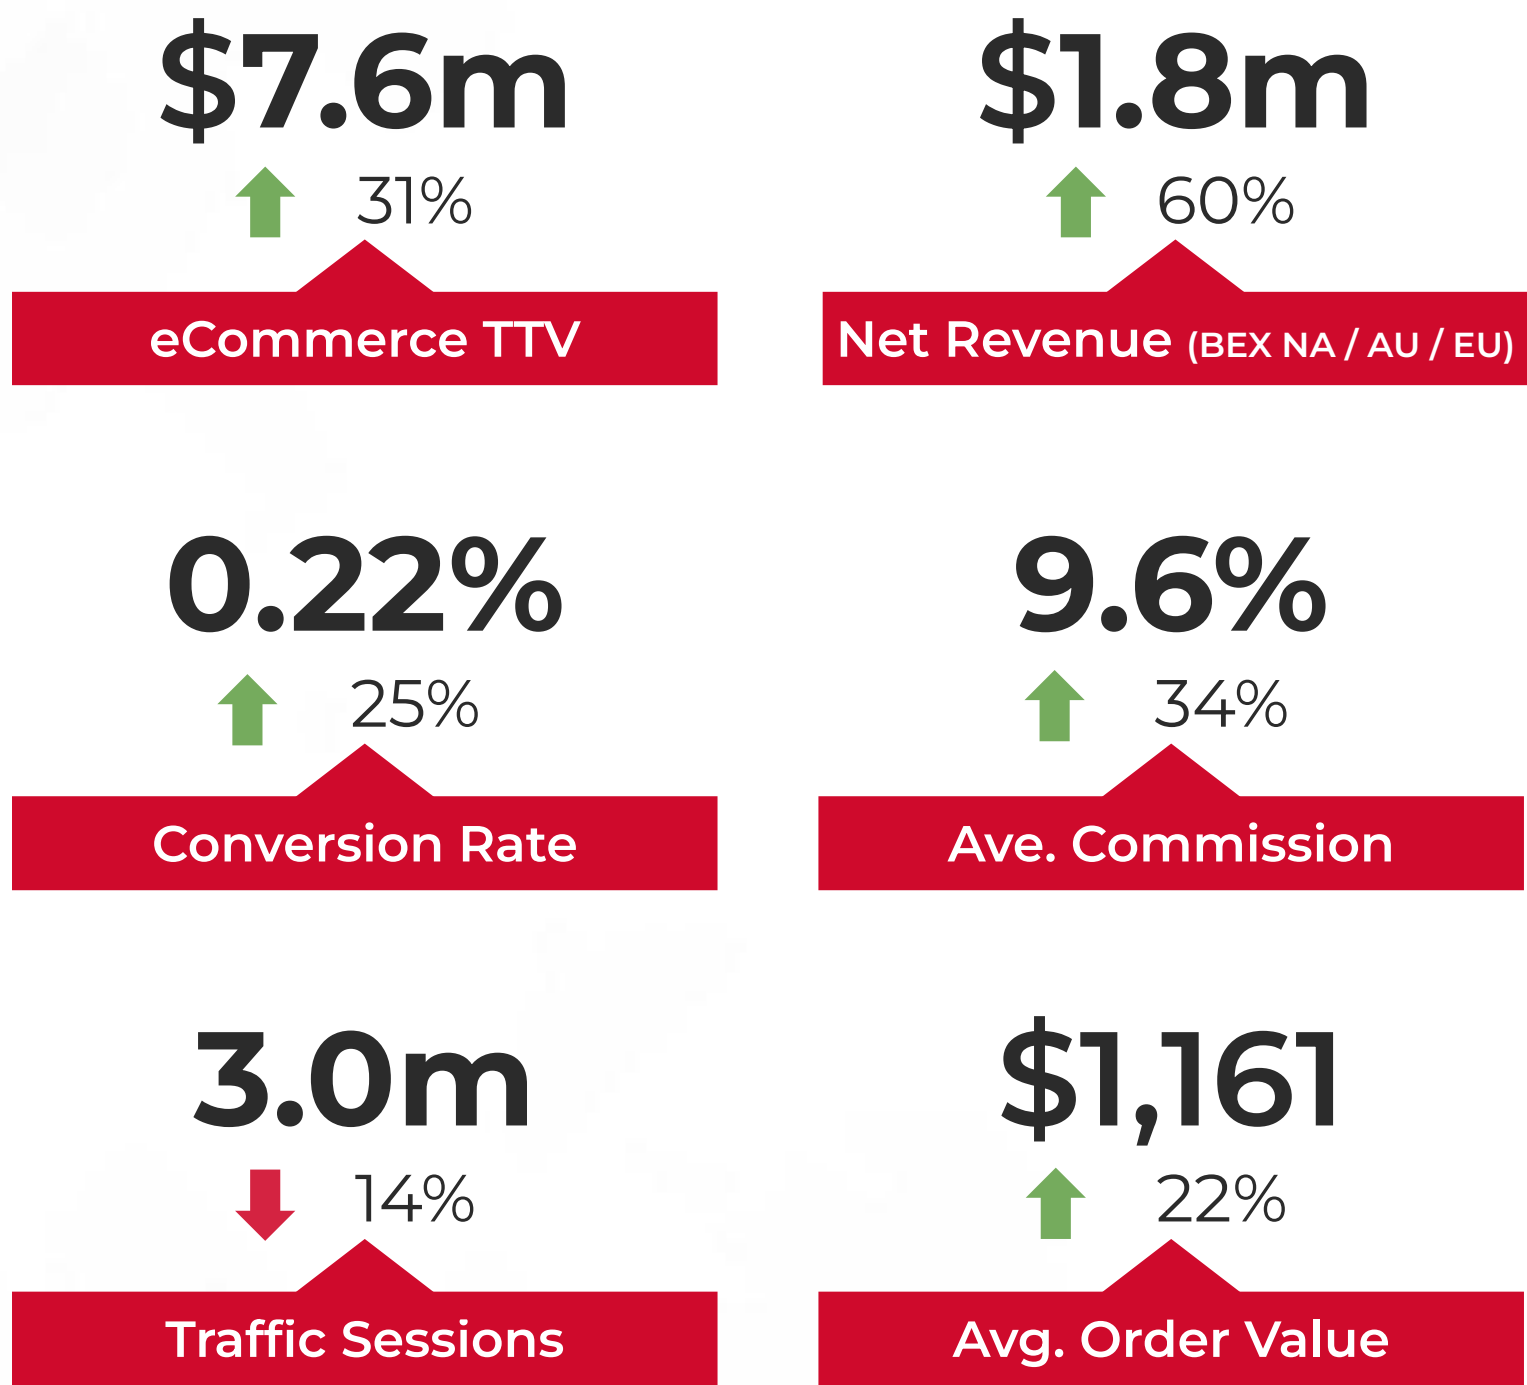 $7.6m
31%
eCommerce TTV
$1.8m
60%
Net Revenue (BEX NA / AU / EU)
0.22%
25%
Conversion Rate
9.6%
34%
Ave. Commission
3.0m
14%
Traffic Sessions
$1,161
22%
Avg. Order Value